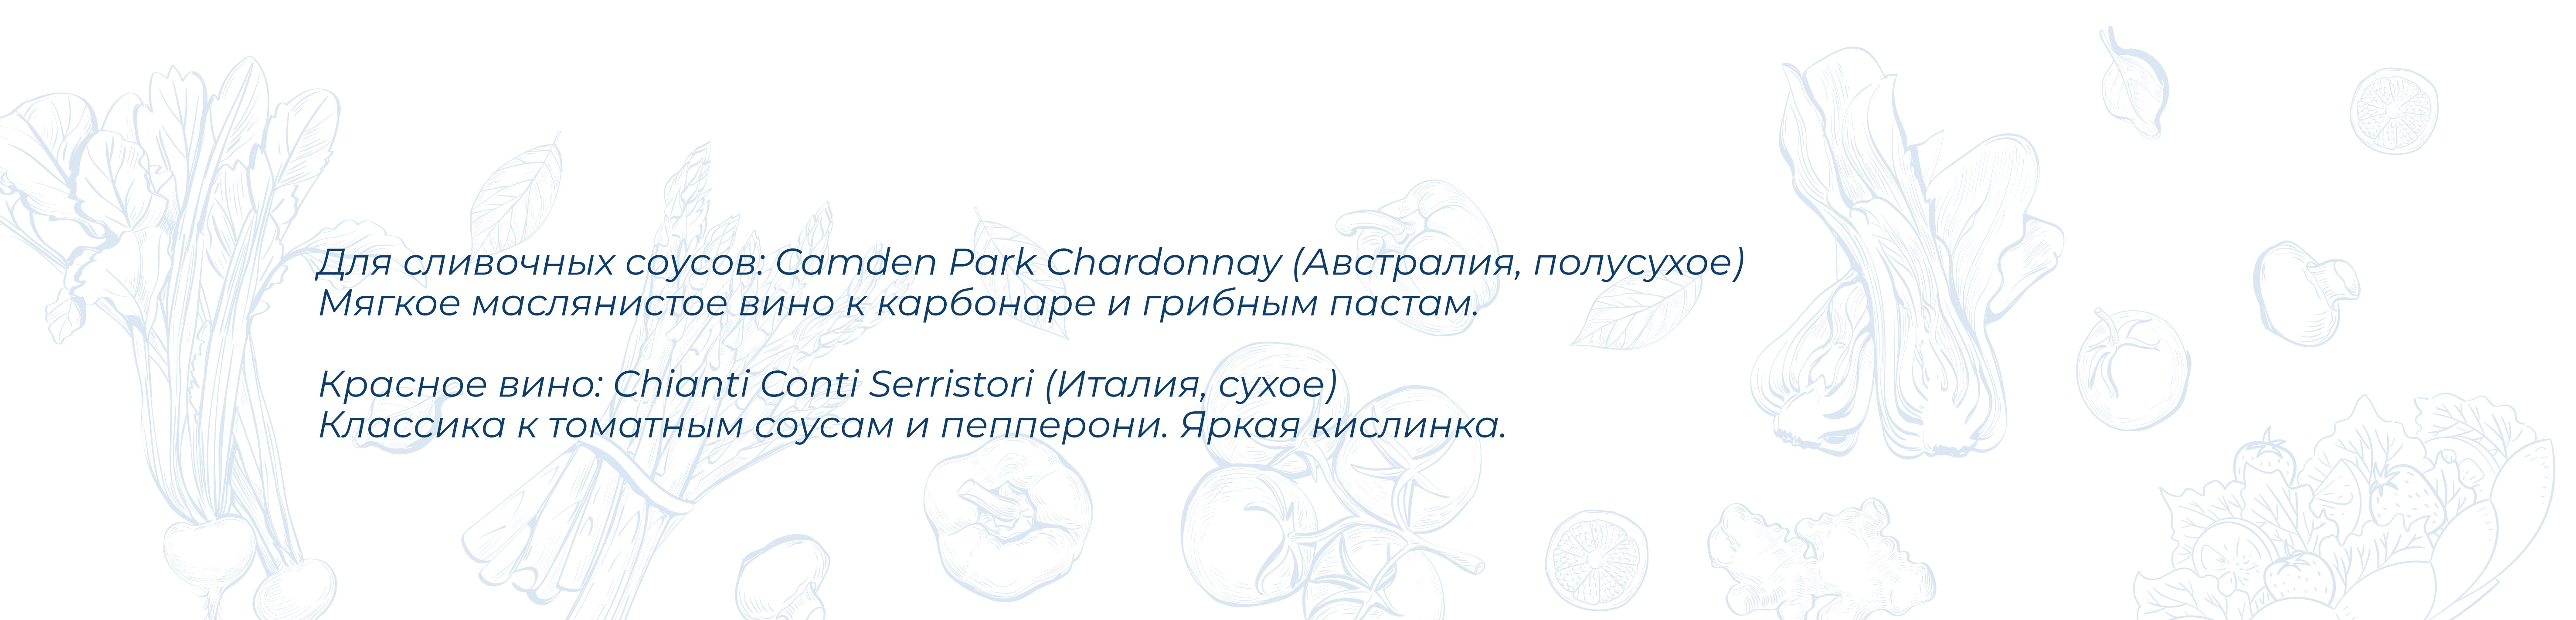 Для сливочных соусов: Camden Park Chardonnay (Австралия, полусухое)
Мягкое маслянистое вино к карбонаре и грибным пастам.
Красное вино: Chianti Conti Serristori (Италия, сухое)
Классика к томатным соусам и пепперони. Яркая кислинка.